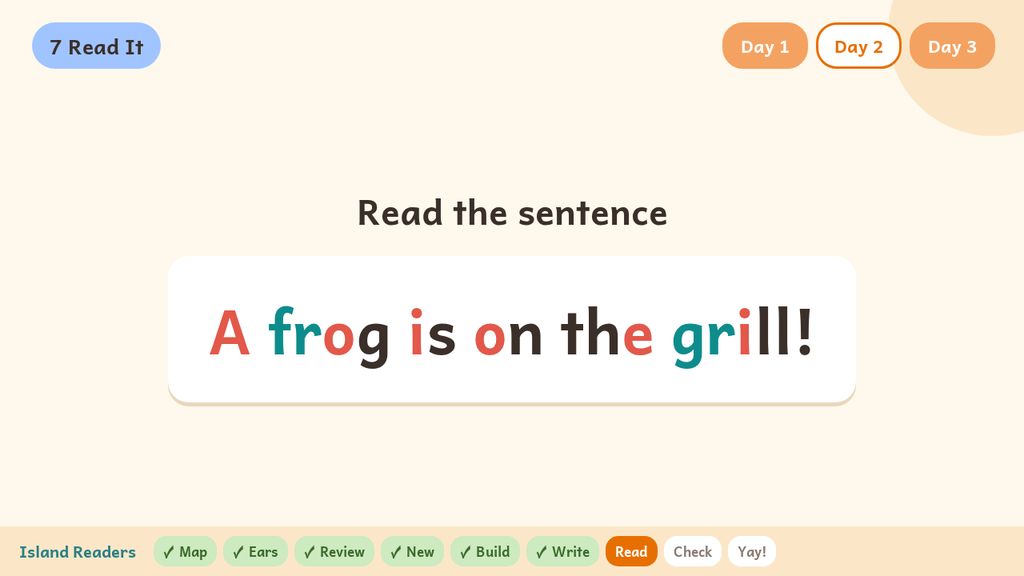 7 Read It
Day 1 Day 2 Day 3
Read the sentence
A frog is on the grill!
Island Readers ✓ Map ✓ Ears ✓ Review ✓ New ✓ Build ✓ Write Read Check Yay!